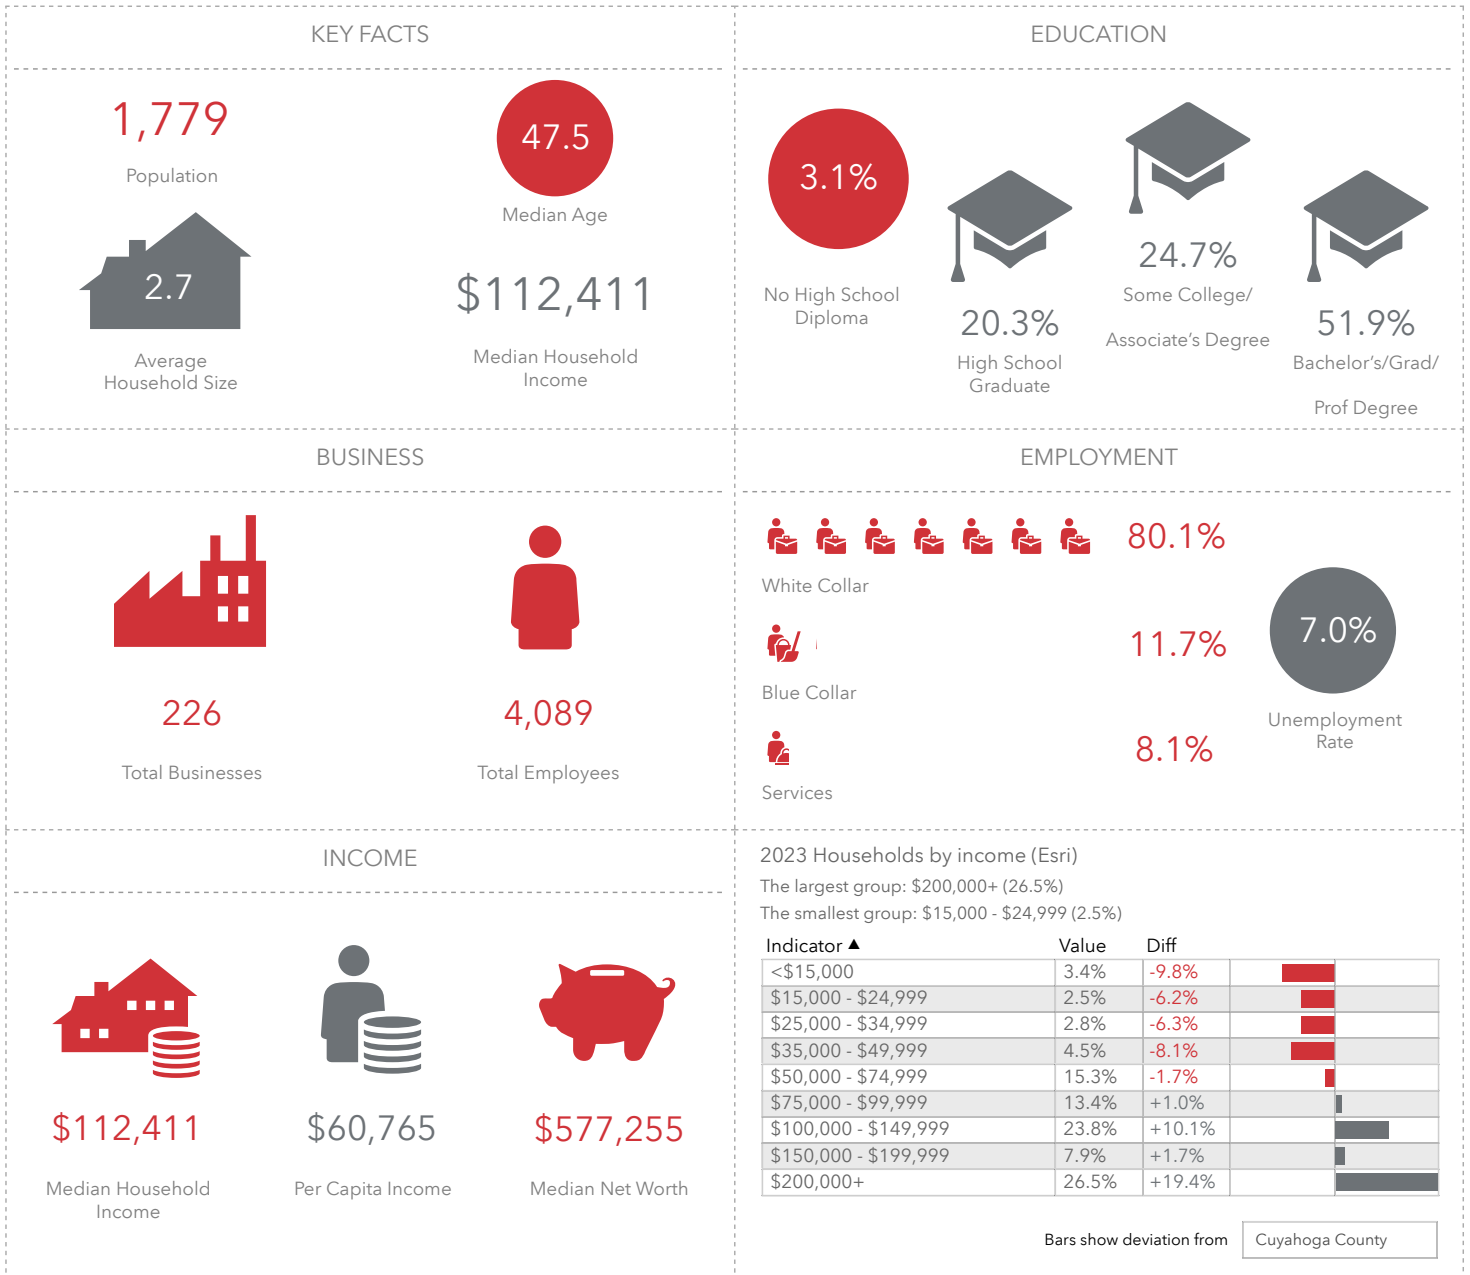 KEY FACTS
1,779
Population
47.5
Median Age
2.7
Average
Household Size
$112,411
Median Household
Income
EDUCATION
3.1%
No High School
Diploma
20.3%
High School
Graduate
24.7%
Some College/
Associate's Degree
51.9%
Bachelor's/Grad/
Prof Degree
BUSINESS
226
Total Businesses
4,089
Total Employees
EMPLOYMENT
80.1%
White Collar
11.7%
Blue Collar
8.1%
Services
7.0%
Unemployment
Rate
INCOME
$112,411
Median Household
Income
$60,765
Per Capita Income
$577,255
Median Net Worth
2023 Households by income (Esri)
The largest group: $200,000+ (26.5%)
The smallest group: $15,000 - $24,999 (2.5%)
Indicator ▲ Value Diff
<$15,000 3.4% -9.8%
$15,000 - $24,999 2.5% -6.2%
$25,000 - $34,999 2.8% -6.3%
$35,000 - $49,999 4.5% -8.1%
$50,000 - $74,999 15.3% -1.7%
$75,000 - $99,999 13.4% +1.0%
$100,000 - $149,999 23.8% +10.1%
$150,000 - $199,999 7.9% +1.7%
$200,000+ 26.5% +19.4%
Bars show deviation from Cuyahoga County